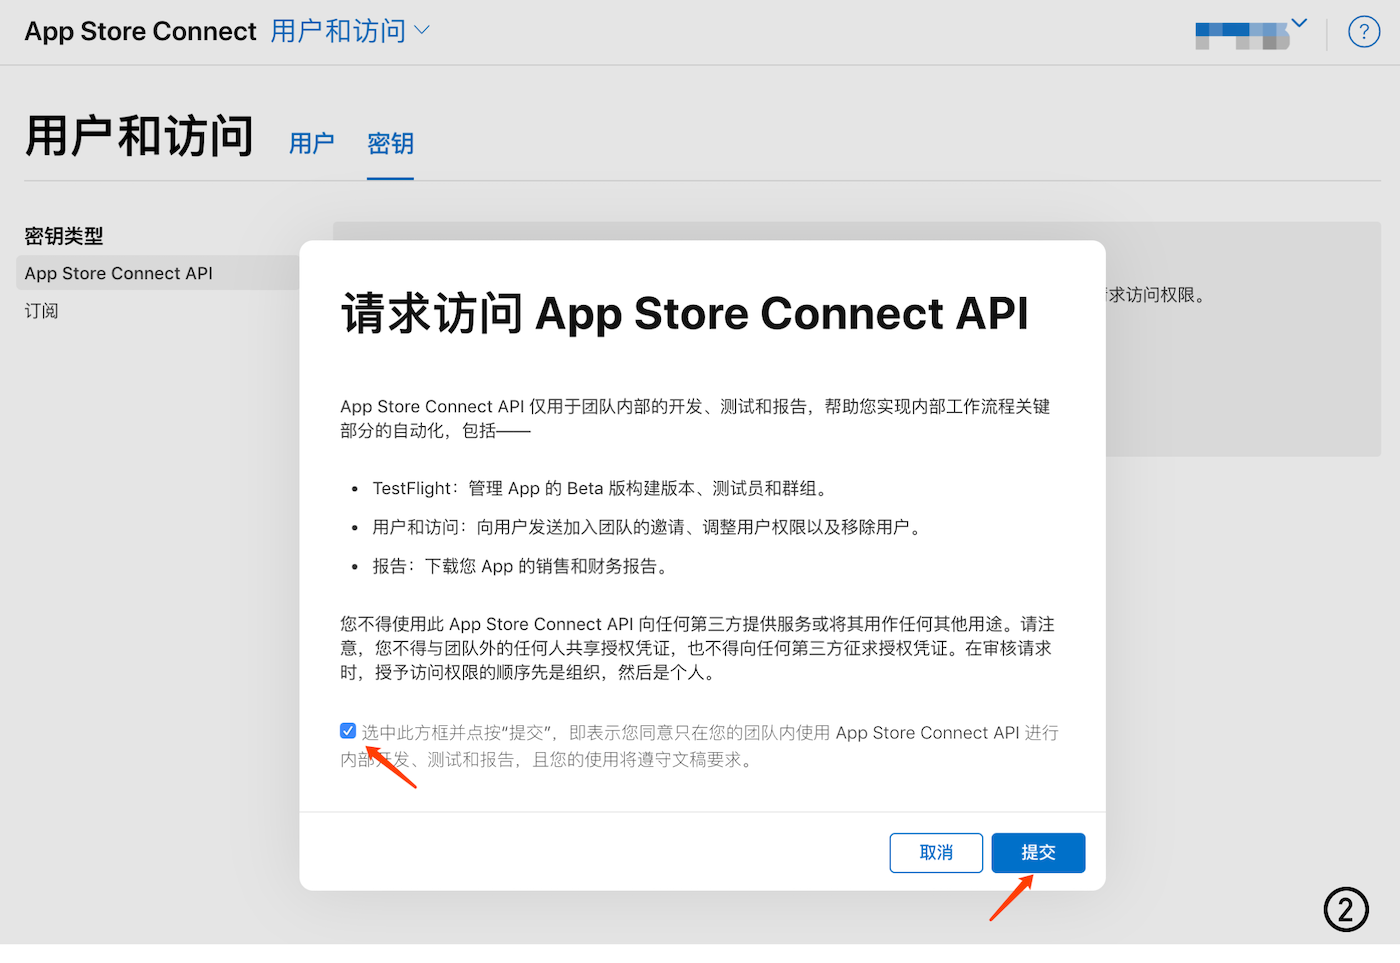 App Store Connect 用户和访问
?
用户和访问 用户 密钥
密钥类型
App Store Connect API
订阅
求访问权限。
请求访问 App Store Connect API
App Store Connect API 仅用于团队内部的开发、测试和报告，帮助您实现内部工作流程关键
部分的自动化，包括——
• TestFlight：管理 App 的 Beta 版构建版本、测试员和群组。
• 用户和访问：向用户发送加入团队的邀请、调整用户权限以及移除用户。
• 报告：下载您 App 的销售和财务报告。
您不得使用此 App Store Connect API 向任何第三方提供服务或将其用作任何其他用途。请注
意，您不得与团队外的任何人共享授权凭证，也不得向任何第三方征求授权凭证。在审核请求
时，授予访问权限的顺序先是组织，然后是个人。
选中此方框并点按“提交”，即表示您同意只在您的团队内使用 App Store Connect API 进行
内部开发、测试和报告，且您的使用将遵守文稿要求。
取消 提交
2